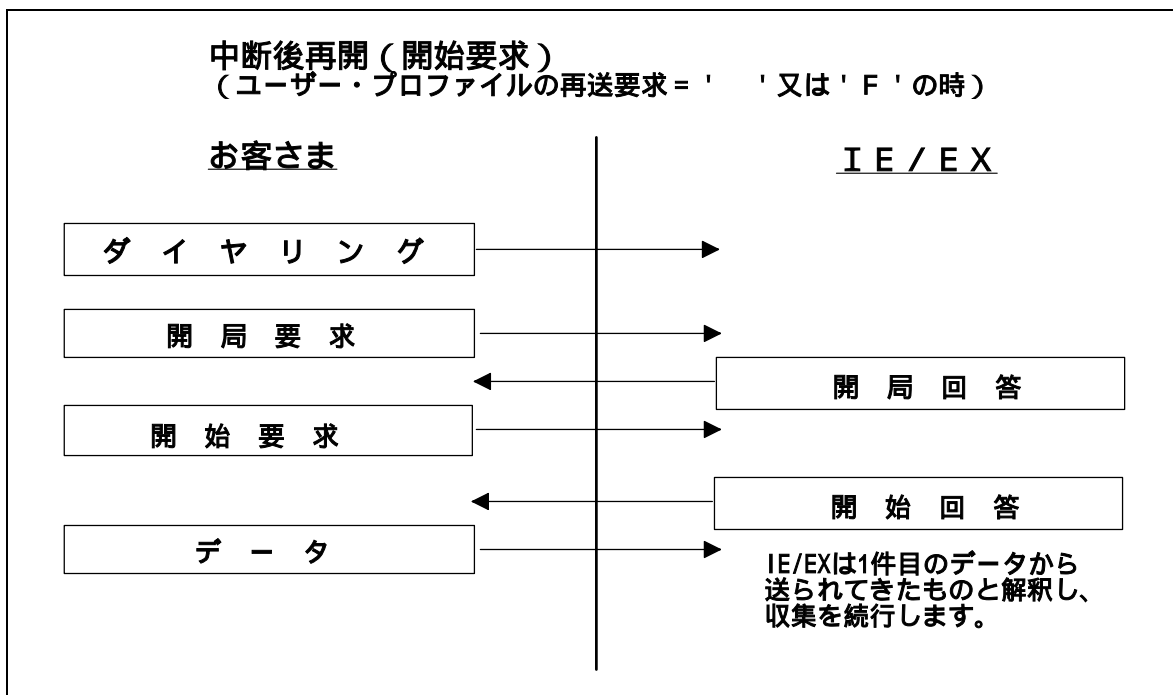 中断後再開（開始要求）
（ユーザー・プロファイルの再送要求＝'　'又は'Ｆ'の時）
お客さま
ＩＥ/ＥＸ
ダイヤリング
開局要求
開局回答
開始要求
開始回答
データ
IE/EXは1件目のデータから
送られてきたものと解釈し、
収集を続行します。